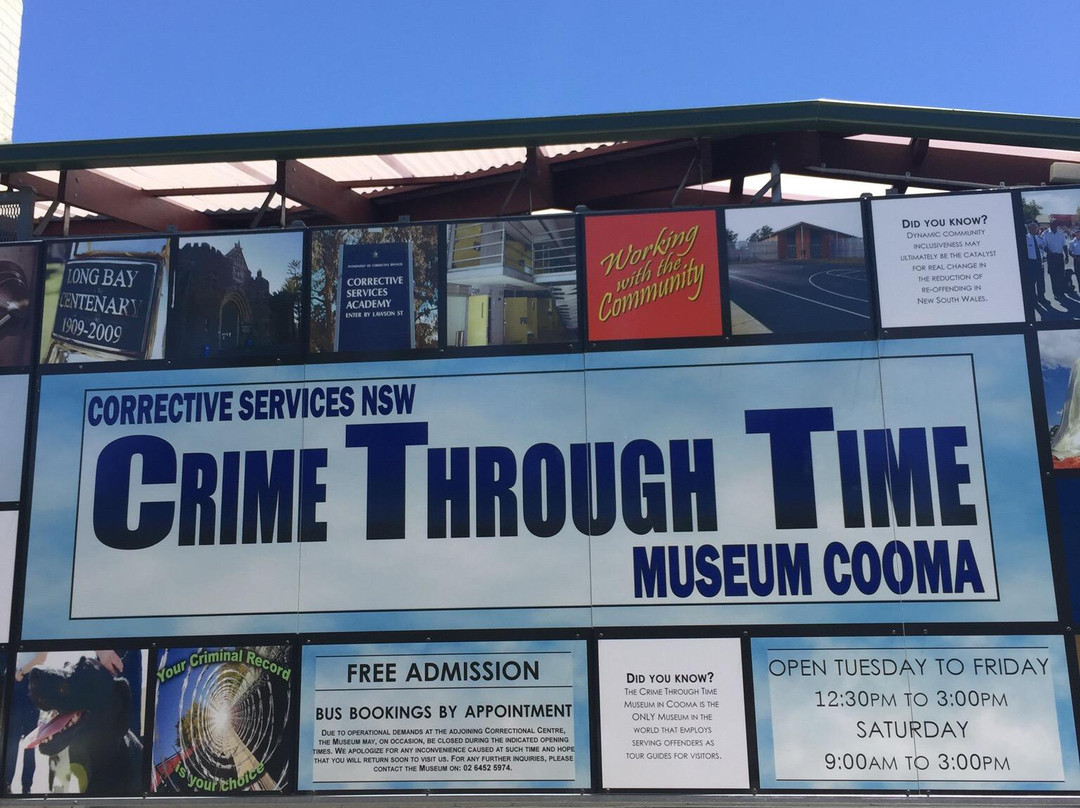 LONG BAY
CENTENARY
1909-2009
CORRECTIVE
SERVICES
ACADEMY
ENTER BY LAWSON ST
Working
with the
Community
DID YOU KNOW?
DYNAMIC COMMUNITY
INCLUSIVENESS MAY
ULTIMATELY BE THE CATALYST
FOR REAL CHANGE IN
THE REDUCTION OF
RE-OFFENDING IN
NEW SOUTH WALES.
CORRECTIVE SERVICES NSW
CRIME THROUGH TIME
MUSEUM COOMA
Your Criminal Record
is your choice
FREE ADMISSION
BUS BOOKINGS BY APPOINTMENT
DUE TO OPERATIONAL DEMANDS AT THE ADJOINING CORRECTIONAL CENTRE,
THE MUSEUM MAY, ON OCCASION, BE CLOSED DURING THE INDICATED OPENING
TIMES. WE APOLOGIZE FOR ANY INCONVENIENCE CAUSED AT SUCH TIME AND HOPE
THAT YOU WILL RETURN SOON TO VISIT US. FOR ANY FURTHER INQUIRIES, PLEASE
CONTACT THE MUSEUM ON: 02 6452 5974.
DID YOU KNOW?
THE CRIME THROUGH TIME
MUSEUM IN COOMA IS THE
ONLY MUSEUM IN THE
WORLD THAT EMPLOYS
SERVING OFFENDERS AS
TOUR GUIDES FOR VISITORS.
OPEN TUESDAY TO FRIDAY
12:30PM TO 3:00PM
SATURDAY
9:00AM TO 3:00PM